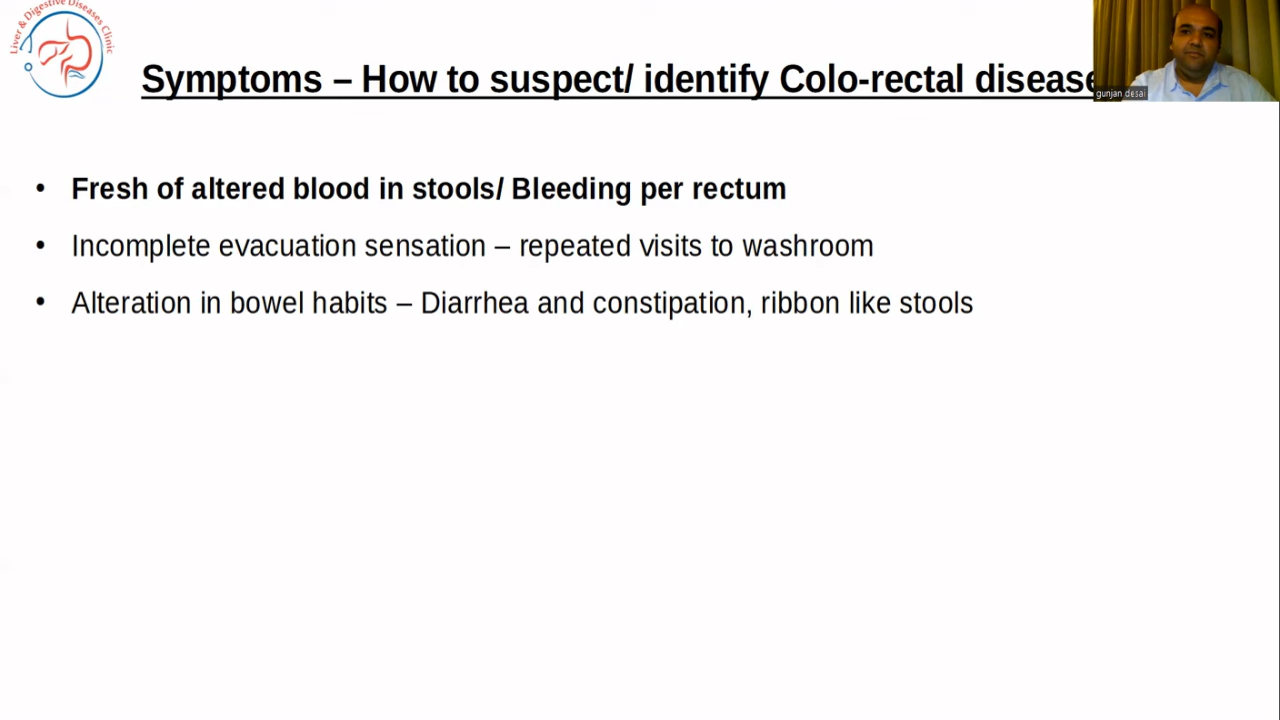 Liver & Digestive Diseases Clinic
Symptoms – How to suspect/ identify Colo-rectal disease
gunjan desai
• Fresh of altered blood in stools/ Bleeding per rectum
• Incomplete evacuation sensation – repeated visits to washroom
• Alteration in bowel habits – Diarrhea and constipation, ribbon like stools